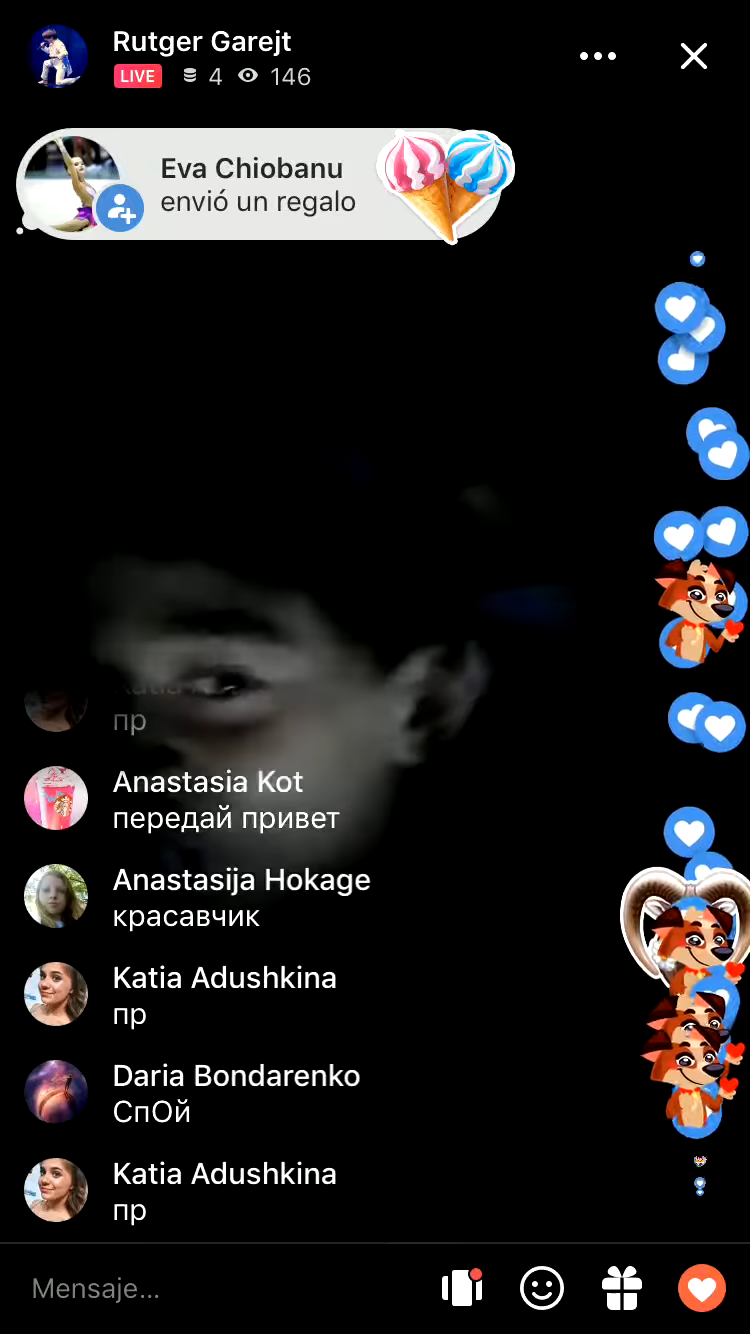 Rutger Garejt
LIVE 4 146
Eva Chiobanu
envió un regalo
пр
Anastasia Kot
передай привет
Anastasija Hokage
красавчик
Katia Adushkina
пр
Daria Bondarenko
СпОй
Katia Adushkina
пр
Mensaje...